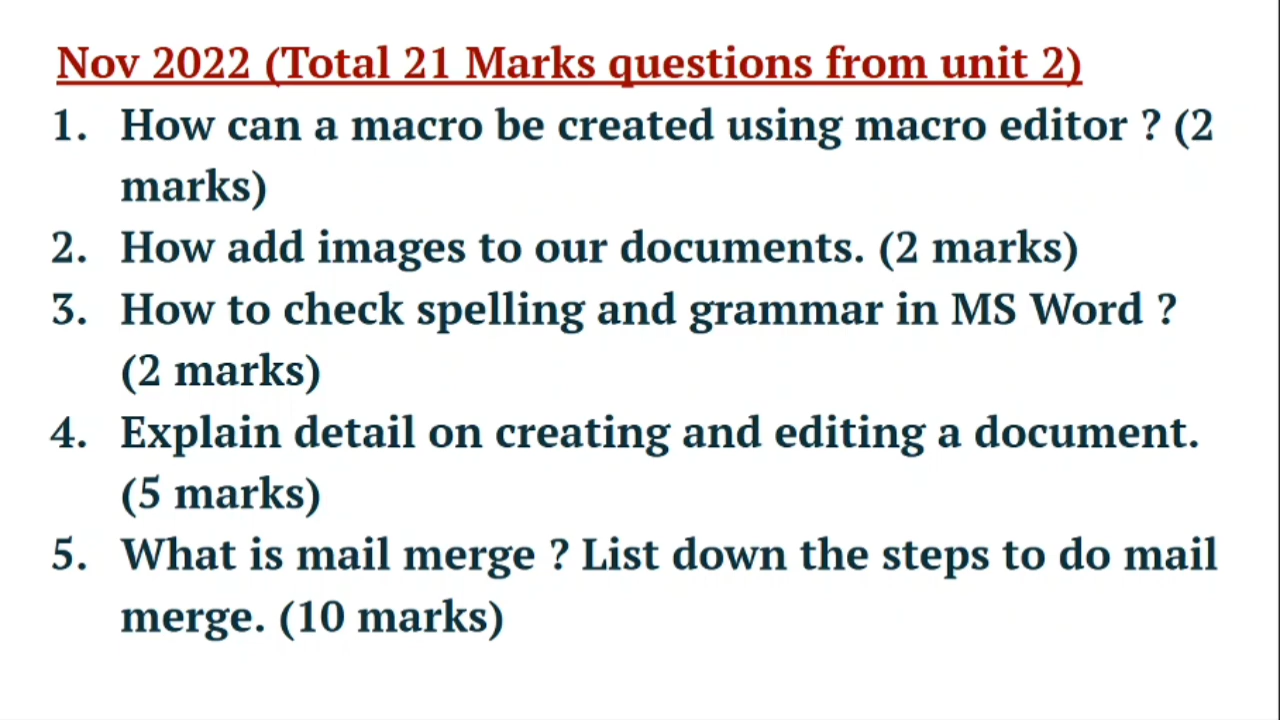 Nov 2022 (Total 21 Marks questions from unit 2)
1. How can a macro be created using macro editor ? (2
marks)
2. How add images to our documents. (2 marks)
3. How to check spelling and grammar in MS Word ?
(2 marks)
4. Explain detail on creating and editing a document.
(5 marks)
5. What is mail merge ? List down the steps to do mail
merge. (10 marks)